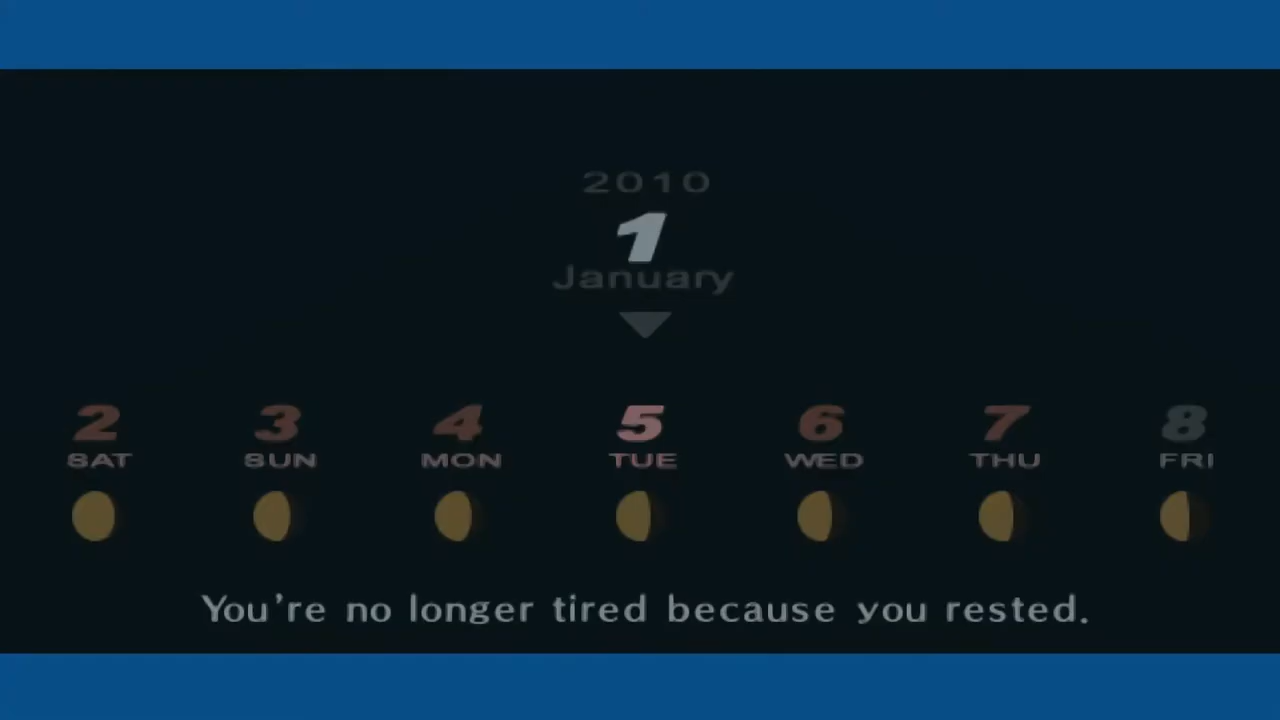 2010
1
January
2 3 4 5 6 7 8
SAT SUN MON TUE WED THU FRI
You're no longer tired because you rested.